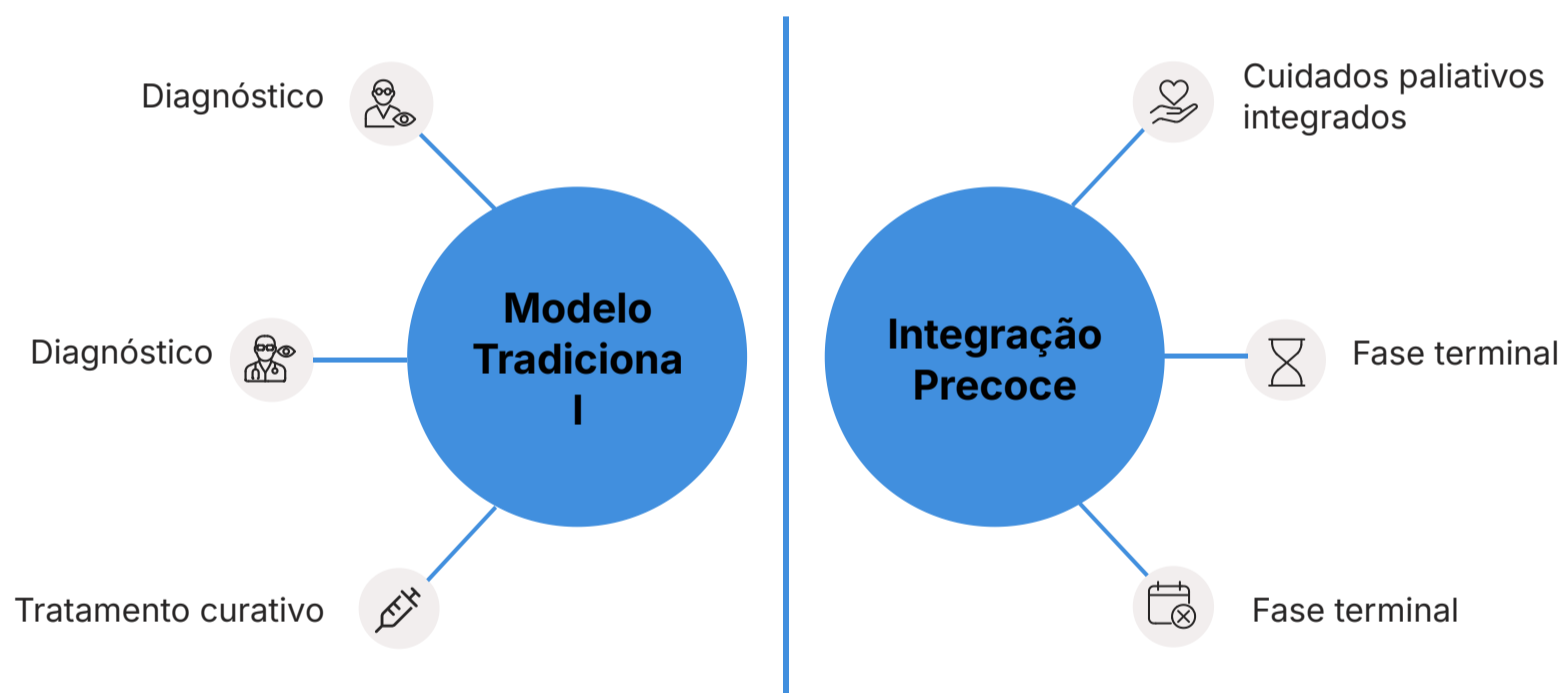 Diagnóstico
Diagnóstico
Tratamento curativo
Modelo
Tradiciona
l
Integração
Precoce
Cuidados paliativos
integrados
Fase terminal
Fase terminal